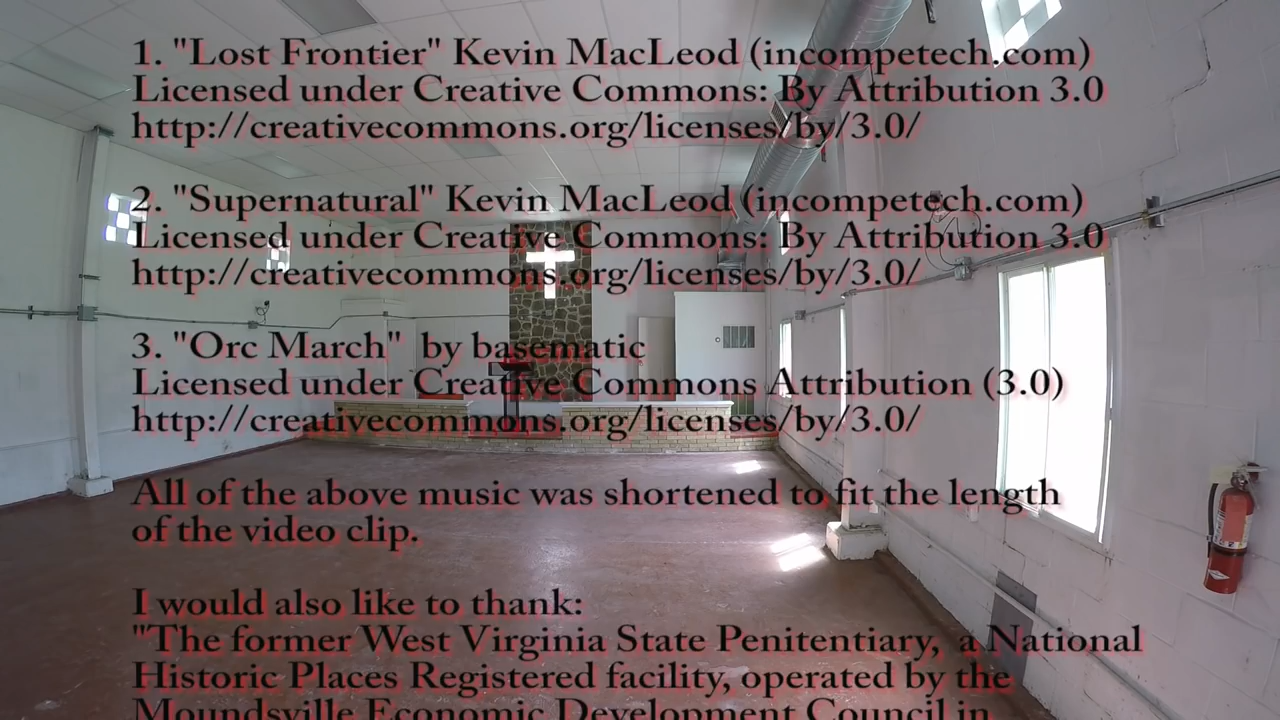 1. "Lost Frontier" Kevin MacLeod (incompetech.com)
Licensed under Creative Commons: By Attribution 3.0
http://creativecommons.org/licenses/by/3.0/
2. "Supernatural" Kevin MacLeod (incompetech.com)
Licensed under Creative Commons: By Attribution 3.0
http://creativecommons.org/licenses/by/3.0/
3. "Orc March"  by basematic
Licensed under Creative Commons Attribution (3.0)
http://creativecommons.org/licenses/by/3.0/
All of the above music was shortened to fit the length
of the video clip.
I would also like to thank:
"The former West Virginia State Penitentiary,  a National
Historic Places Registered facility, operated by the
Moundsville Economic Development Council in